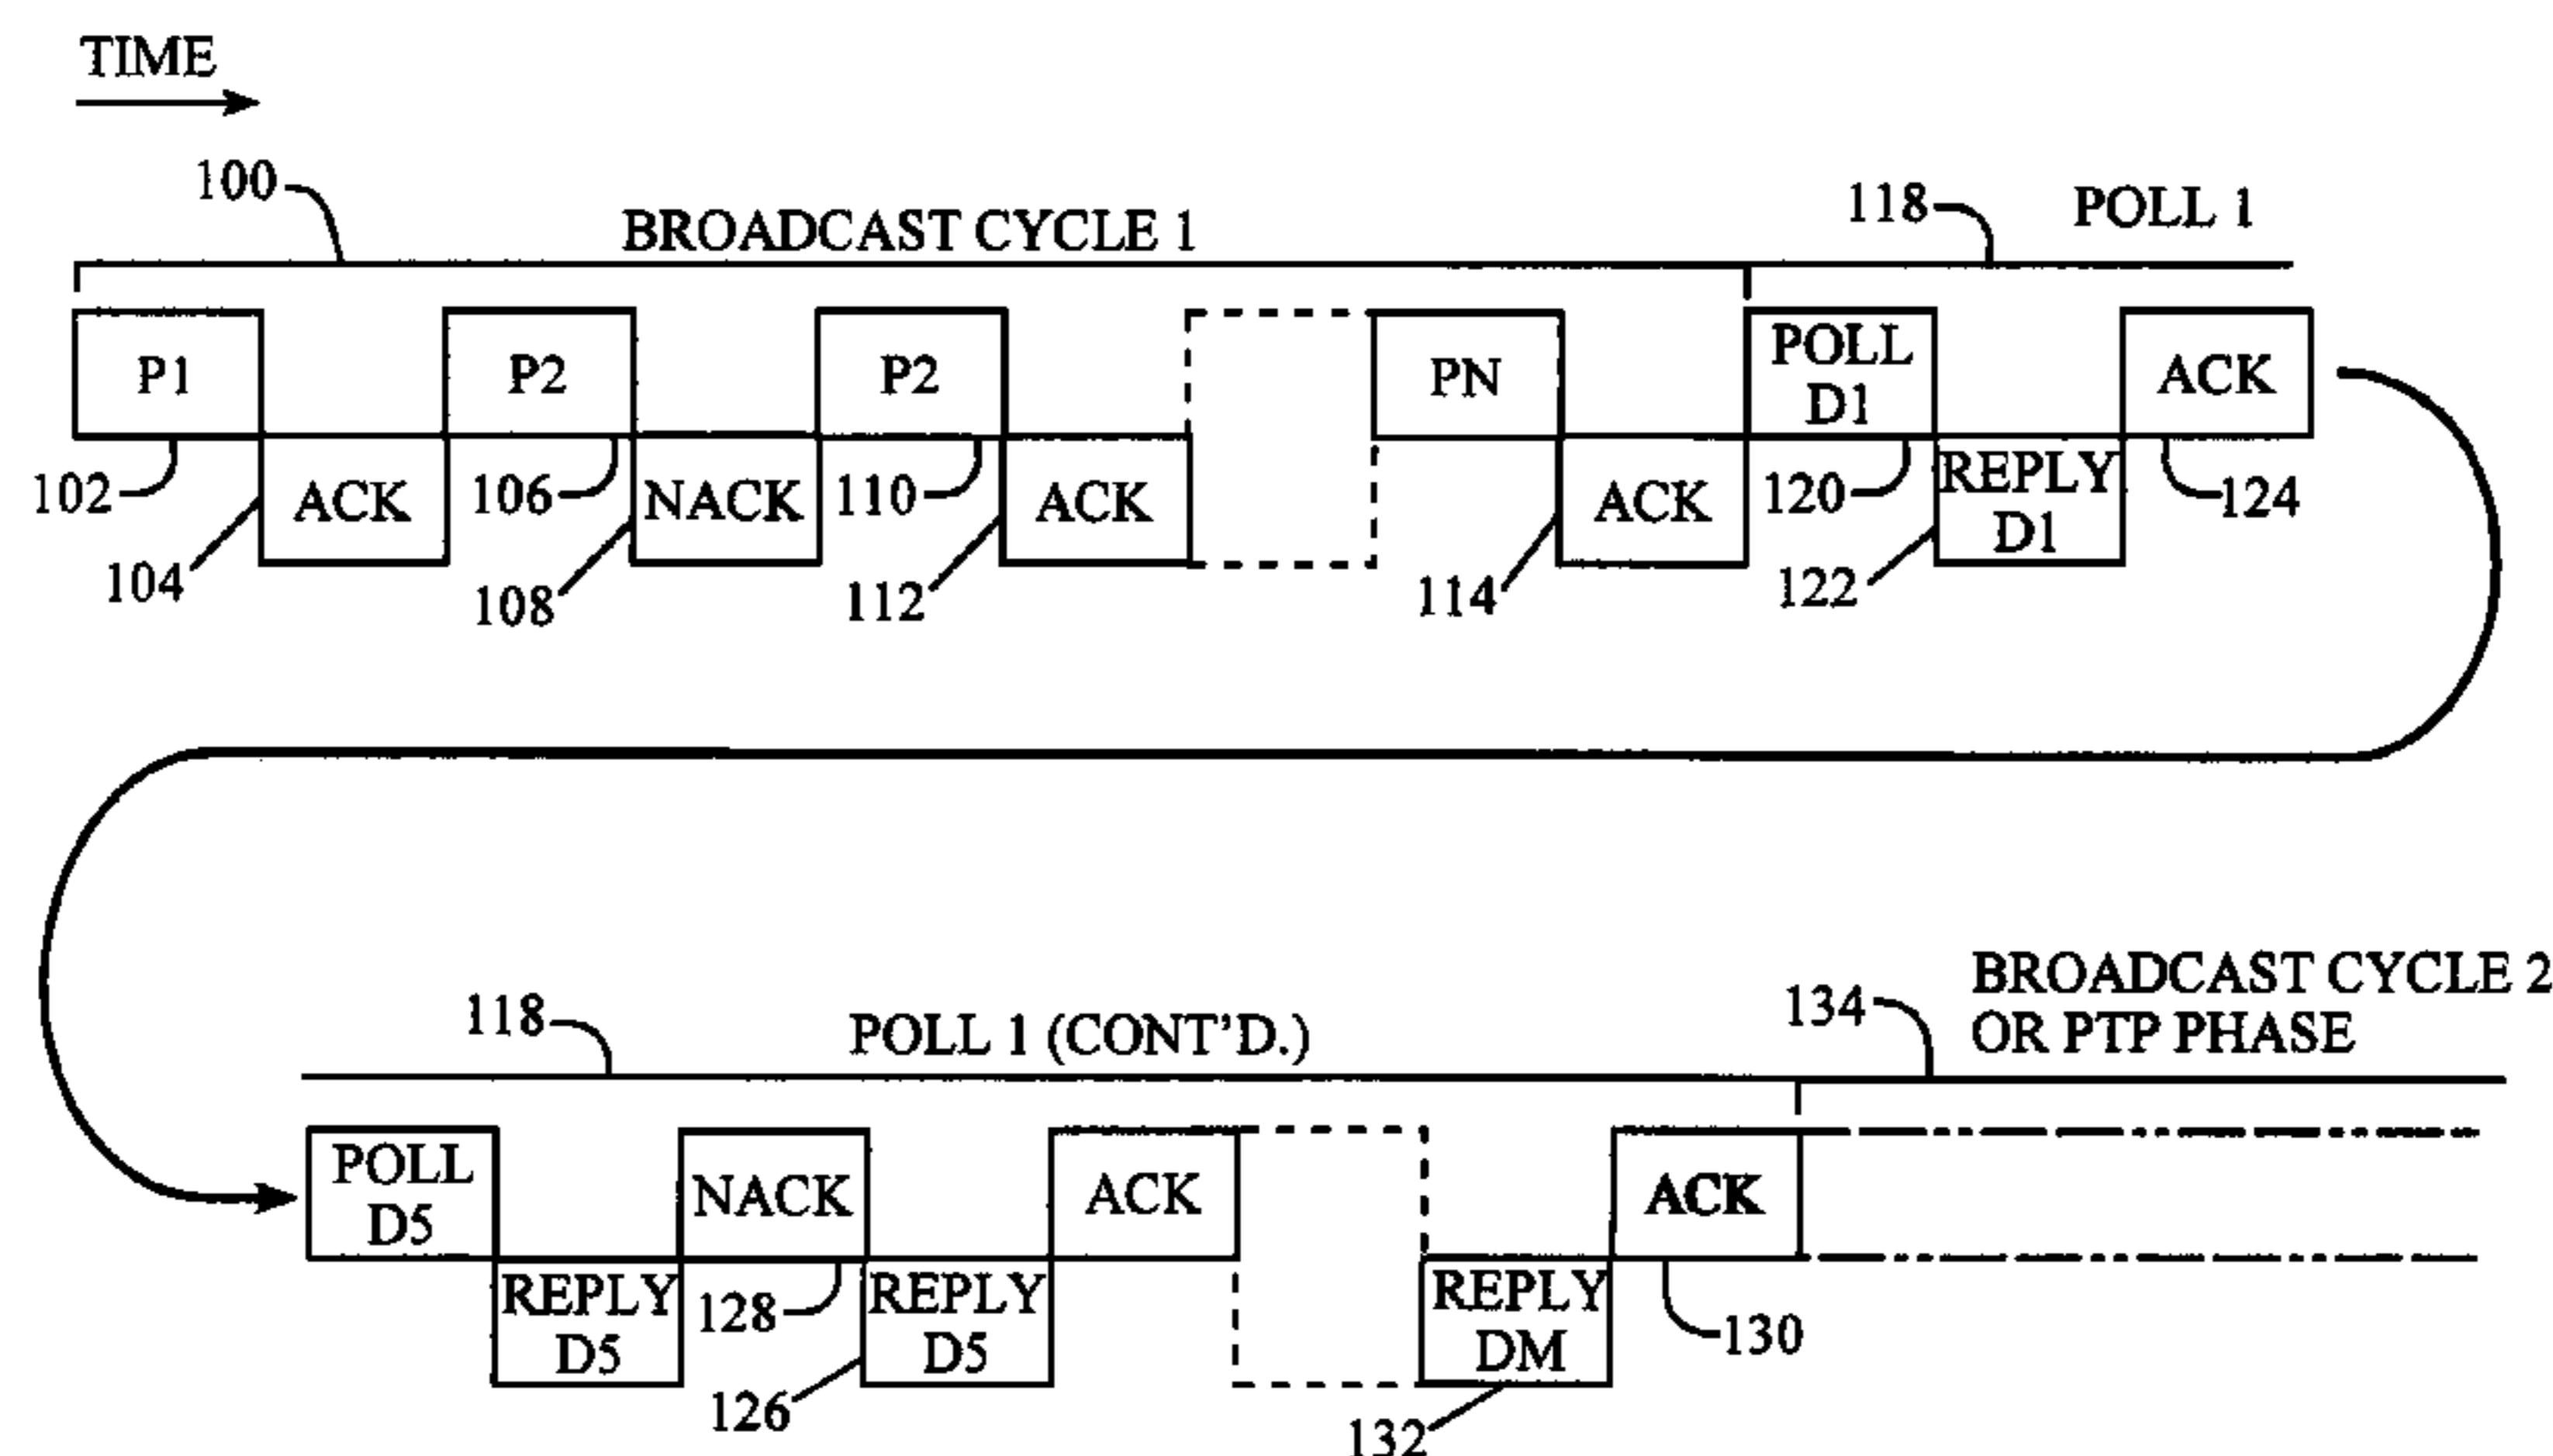 TIME
100
BROADCAST CYCLE 1
118
POLL 1
P1
P2
P2
PN
POLL
D1
ACK
102
ACK
106
NACK
110
ACK
ACK
120
REPLY
D1
124
104
108
112
114
122
118
POLL 1 (CONT'D.)
134
BROADCAST CYCLE 2
OR PTP PHASE
POLL
D5
NACK
ACK
ACK
REPLY
D5
128
REPLY
D5
REPLY
DM
130
126
132